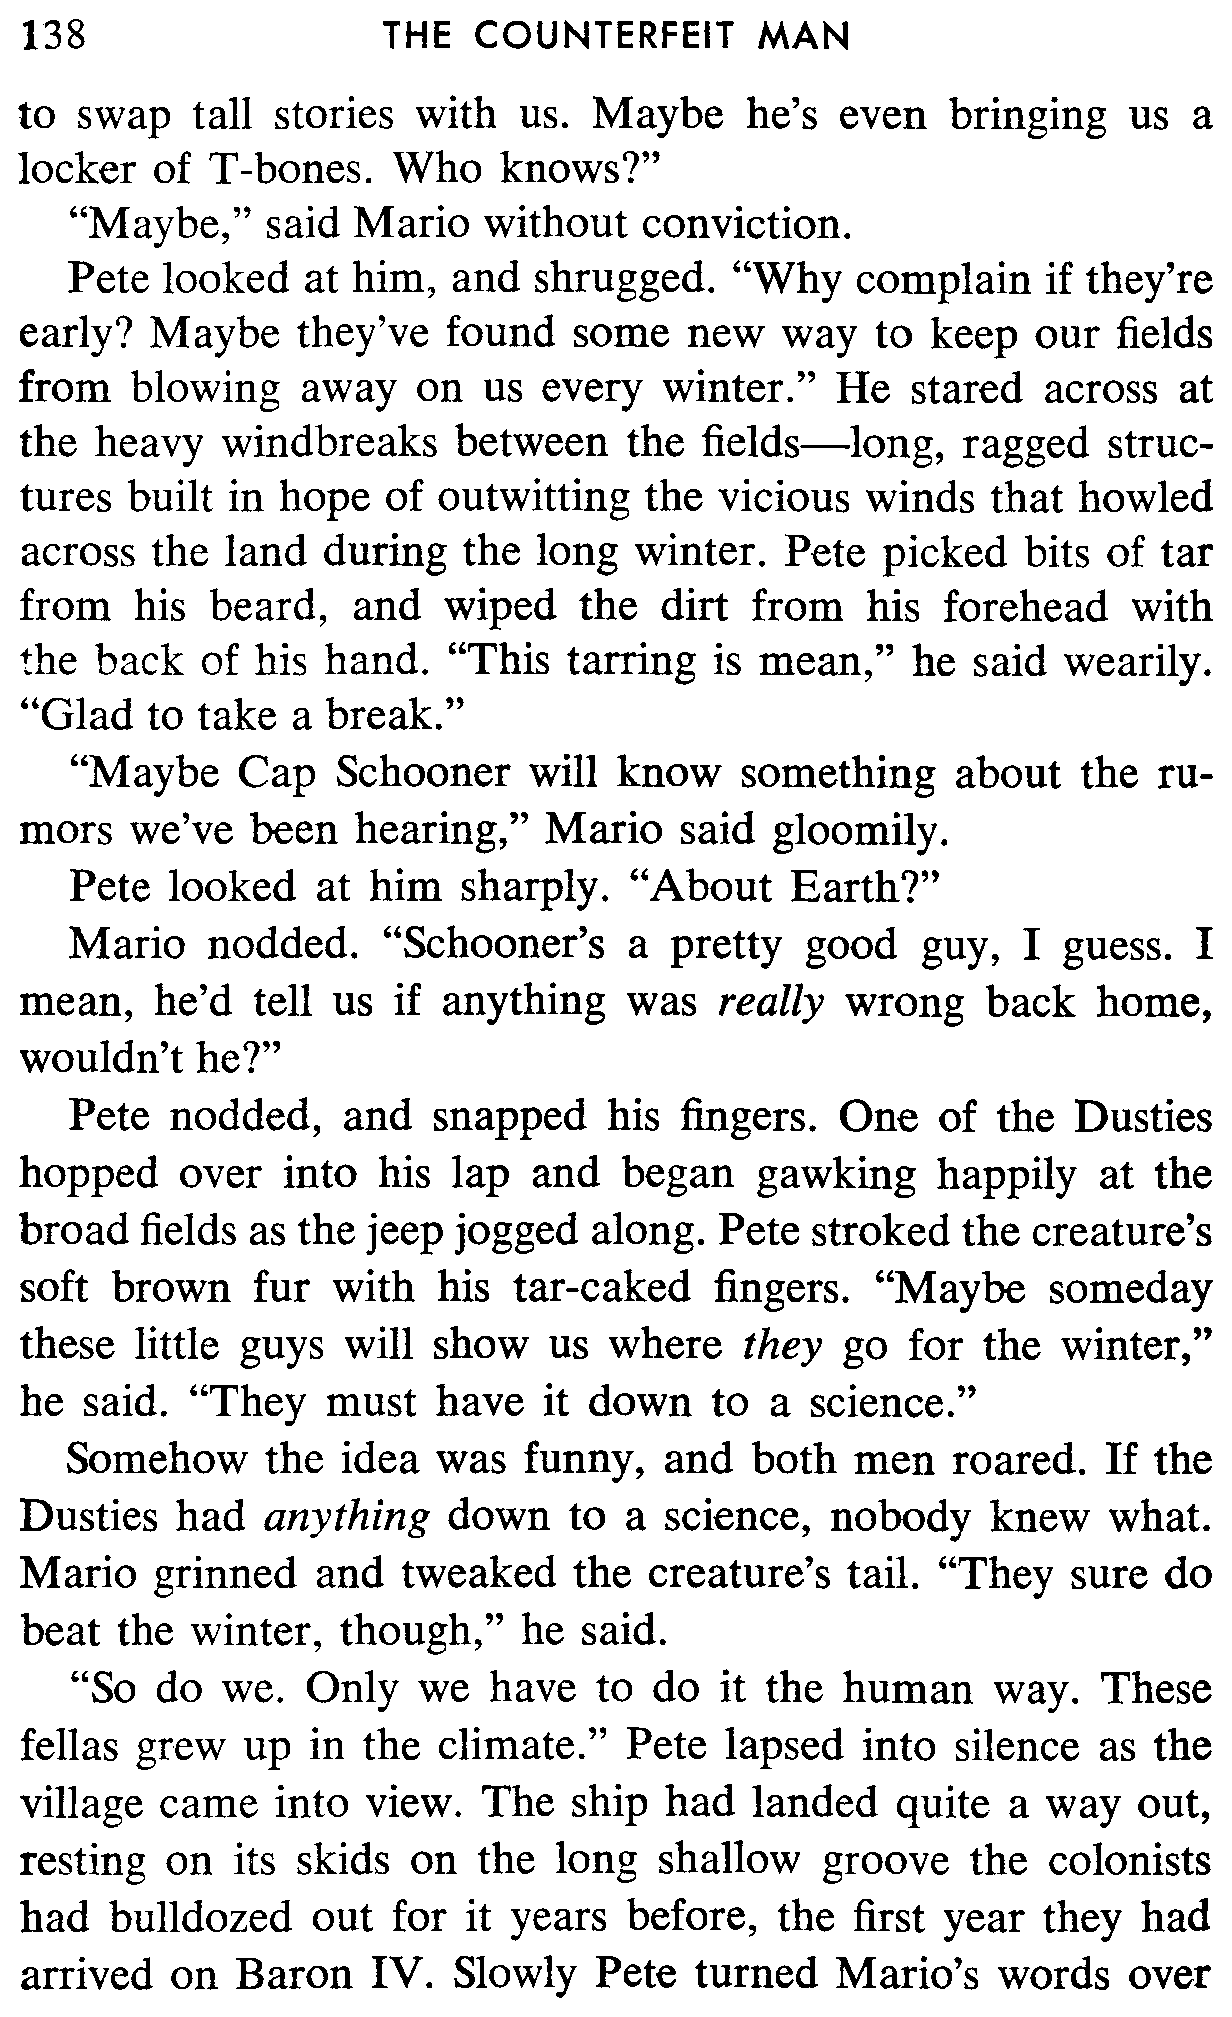 138 THE COUNTERFEIT MAN
to swap tall stories with us. Maybe he’s even bringing us a
locker of T-bones. Who knows?”
“Maybe,” said Mario without conviction.
Pete looked at him, and shrugged. “Why complain if they’re
early? Maybe they’ve found some new way to keep our fields
from blowing away on us every winter.” He stared across at
the heavy windbreaks between the fields—long, ragged struc-
tures built in hope of outwitting the vicious winds that howled
across the land during the long winter. Pete picked bits of tar
from his beard, and wiped the dirt from his forehead with
the back of his hand. “This tarring is mean,” he said wearily.
“Glad to take a break.”
“Maybe Cap Schooner will know something about the ru-
mors we’ve been hearing,” Mario said gloomily.
Pete looked at him sharply. “About Earth?”
Mario nodded. “Schooner’s a pretty good guy, I guess. I
mean, he’d tell us if anything was really wrong back home,
wouldn’t he?”
Pete nodded, and snapped his fingers. One of the Dusties
hopped over into his lap and began gawking happily at the
broad fields as the jeep jogged along. Pete stroked the creature’s
soft brown fur with his tar-caked fingers. “Maybe someday
these little guys will show us where they go for the winter,”
he said. “They must have it down to a science.”
Somehow the idea was funny, and both men roared. If the
Dusties had anything down to a science, nobody knew what.
Mario grinned and tweaked the creature’s tail. “They sure do
beat the winter, though,” he said.
“So do we. Only we have to do it the human way. These
fellas grew up in the climate.” Pete lapsed into silence as the
village came into view. The ship had landed quite a way out,
resting on its skids on the long shallow groove the colonists
had bulldozed out for it years before, the first year they had
arrived on Baron IV. Slowly Pete turned Mario’s words over